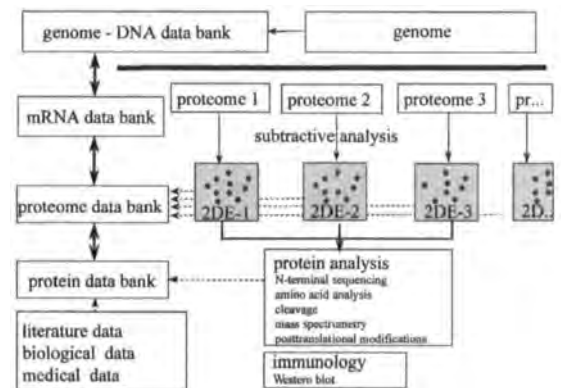 genome - DNA data bank
genome
proteome 1
proteome 2
proteome 3
pr...
mRNA data bank
subtractive analysis
proteome data bank
2DE-1
2DE-2
2DE-3
2D..
protein analysis
N-terminal sequencing
amino acid analysis
cleavage
mass spectrometry
posttranslational modifications
protein data bank
literature data
biological data
medical data
immunology
Western blot